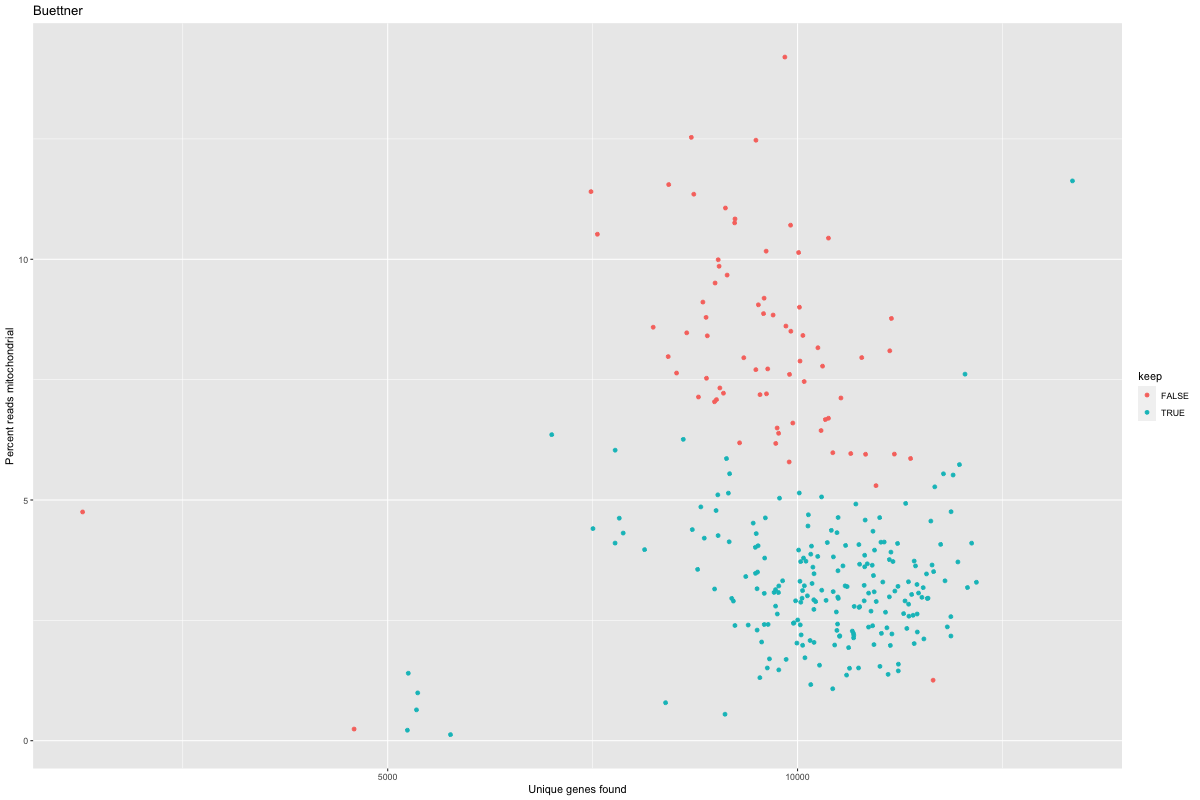 Buettner
Percent reads mitochondrial
10
5
0
5000
10000
Unique genes found
keep
FALSE
TRUE